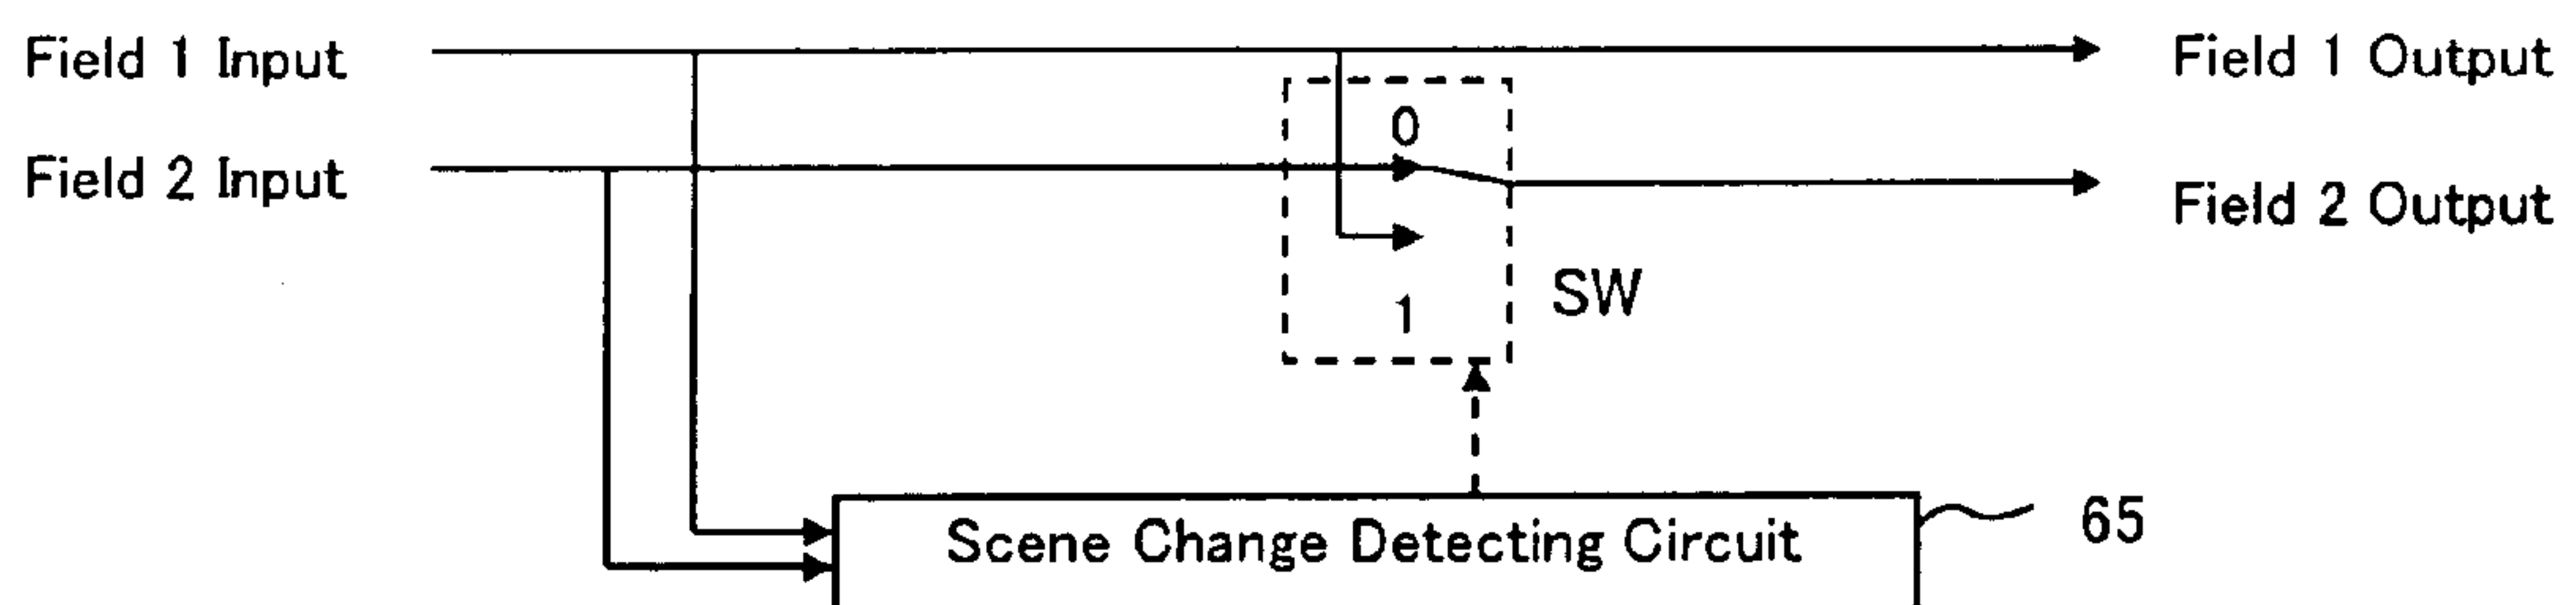 Field 1 Input
Field 1 Output
0
Field 2 Input
Field 2 Output
SW
1
Scene Change Detecting Circuit
65